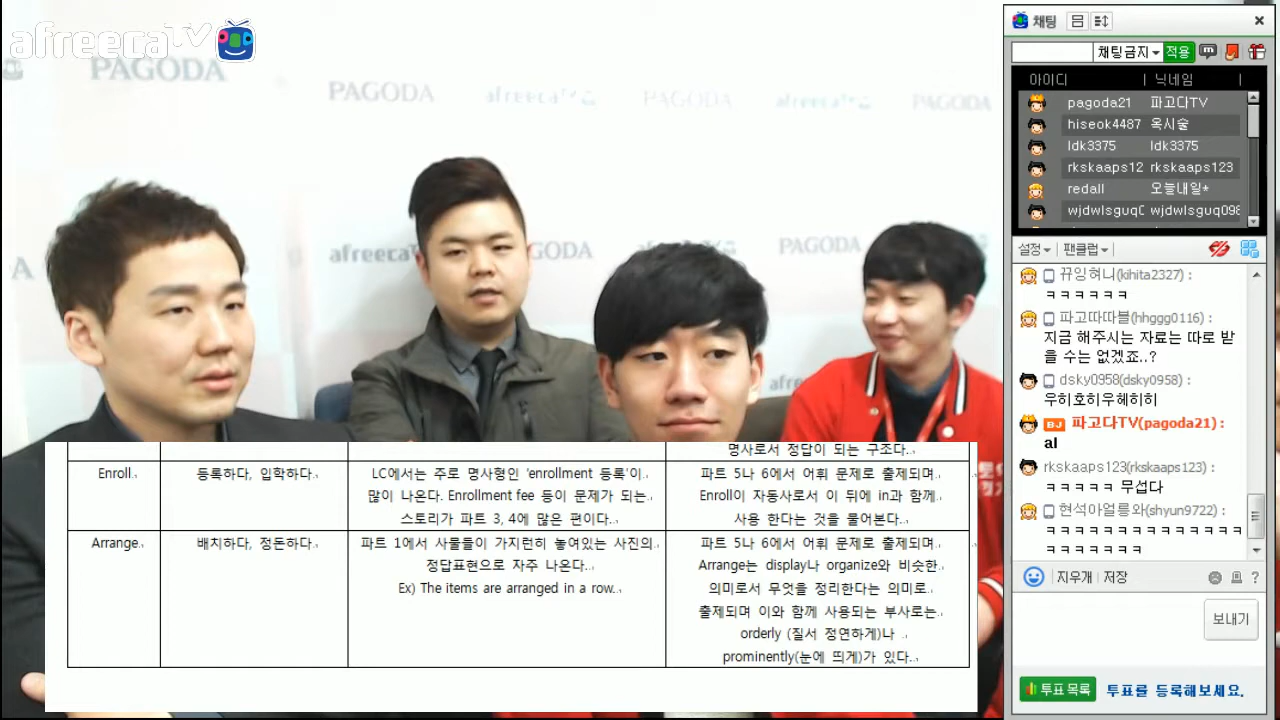 afreecaTV
PAGODA
PAGODA
afreecaTV
PAGODA
afreecaTV
PAGODA
afreecaTV
PAGODA
PAGODA
A
명사로서 정답이 되는 구조다.
Enroll
등록하다, 입학하다.
LC에서는 주로 명사형인 'enrollment 등록'이
많이 나온다. Enrollment fee 등이 문제가 되는
스토리가 파트 3, 4에 많은 편이다.
파트 5나 6에서 어휘 문제로 출제되며
Enroll이 자동사로서 이 뒤에 in과 함께
사용 한다는 것을 물어본다.
Arrange
배치하다, 정돈하다.
파트 1에서 사물들이 가지런히 놓여있는 사진의
정답표현으로 자주 나온다.
Ex) The items are arranged in a row.
파트 5나 6에서 어휘 문제로 출제되며
Arrange는 display나 organize와 비슷한
의미로서 무엇을 정리한다는 의미로
출제되며 이와 함께 사용되는 부사로는
orderly (질서 정연하게)나
prominently(눈에 띄게)가 있다.
채팅
채팅금지 적용
아이디 닉네임
pagoda21 파고다TV
hiseok4487 옥시술
ldk3375 ldk3375
rkskaaps12 rkskaaps123
redall 오늘내일*
wjdwlsguq0 wjdwlsguq098
설정 팬클럽
뀨잉혀니(kihita2327) :
ㅋㅋㅋㅋㅋㅋ
파고따따블(hhggg0116) :
지금 해주시는 자료는 따로 받
을 수는 없겠죠..?
dsky0958(dsky0958) :
우히호히우헤히히
BJ 파고다TV(pagoda21) :
al
rkskaaps123(rkskaaps123) :
ㅋㅋㅋㅋㅋ 무섭다
현석아얼릉와(shyun9722) :
ㅋㅋㅋㅋㅋㅋㅋㅋㅋㅋㅋㅋㅋ
ㅋㅋㅋㅋㅋㅋㅋ
지우개 저장
보내기
투표목록 투표를 등록해보세요.